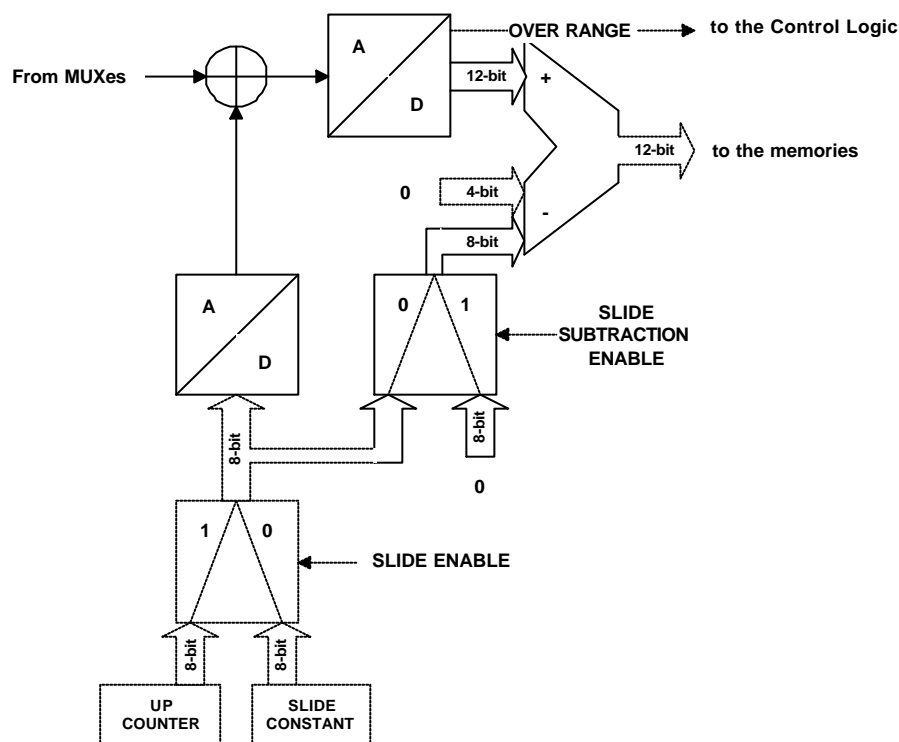 A
OVER RANGE
to the Control Logic
From MUXes
12-bit
+
D
12-bit
to the memories
0
4-bit
-
8-bit
A
D
0
1
SLIDE
SUBTRACTION
ENABLE
8-bit
8-bit
0
1
0
SLIDE ENABLE
8-bit
8-bit
UP
COUNTER
SLIDE
CONSTANT